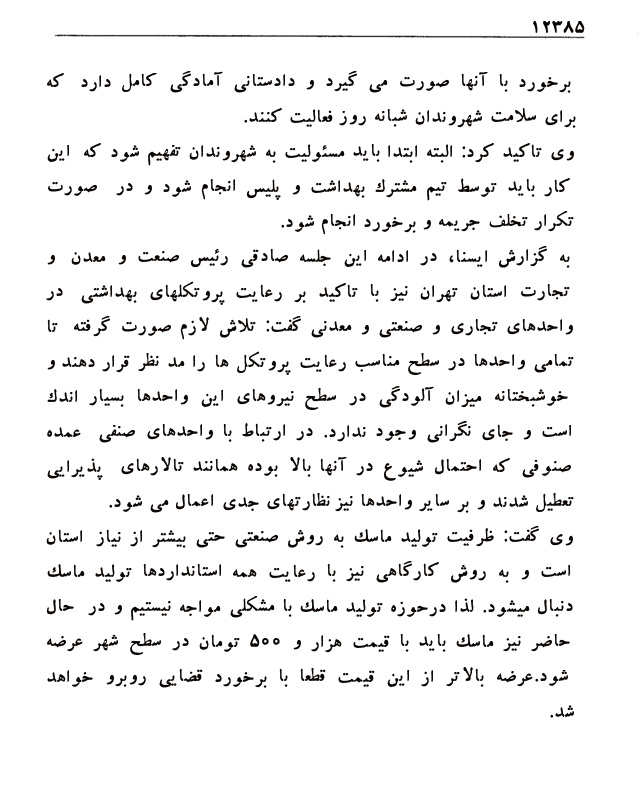 ۱۲۳۸۵
برخورد با آنها صورت می گیرد و دادستانی آمادگی کامل دارد که
برای سلامت شهروندان شبانه روز فعالیت کنند.
وی تاکید کرد: البته ابتدا باید مسئولیت به شهروندان تفهیم شود که این
کار باید توسط تیم مشترک بهداشت و پلیس انجام شود و در صورت
تکرار تخلف جریمه و برخورد انجام شود.
به گزارش ایسنا، در ادامه این جلسه صادقی رئیس صنعت و معدن و
تجارت استان تهران نیز با تاکید بر رعایت پروتکلهای بهداشتی در
واحدهای تجاری و صنعتی و معدنی گفت: تلاش لازم صورت گرفته تا
تمامی واحدها در سطح مناسب رعایت پروتکل ها را مد نظر قرار دهند و
خوشبختانه میزان آلودگی در سطح نیروهای این واحدها بسیار اندک
است و جای نگرانی وجود ندارد. در ارتباط با واحدهای صنفی عمده
صنوفی که احتمال شیوع در آنها بالا بوده همانند تالارهای پذیرایی
تعطیل شدند و بر سایر واحدها نیز نظارتهای جدی اعمال می شود.
وی گفت: ظرفیت تولید ماسک به روش صنعتی حتی بیشتر از نیاز استان
است و به روش کارگاهی نیز با رعایت همه استانداردها تولید ماسک
دنبال میشود. لذا درحوزه تولید ماسک با مشکلی مواجه نیستیم و در حال
حاضر نیز ماسک باید با قیمت هزار و ۵۰۰ تومان در سطح شهر عرضه
شود.عرضه بالاتر از این قیمت قطعا با برخورد قضایی روبرو خواهد
شد.